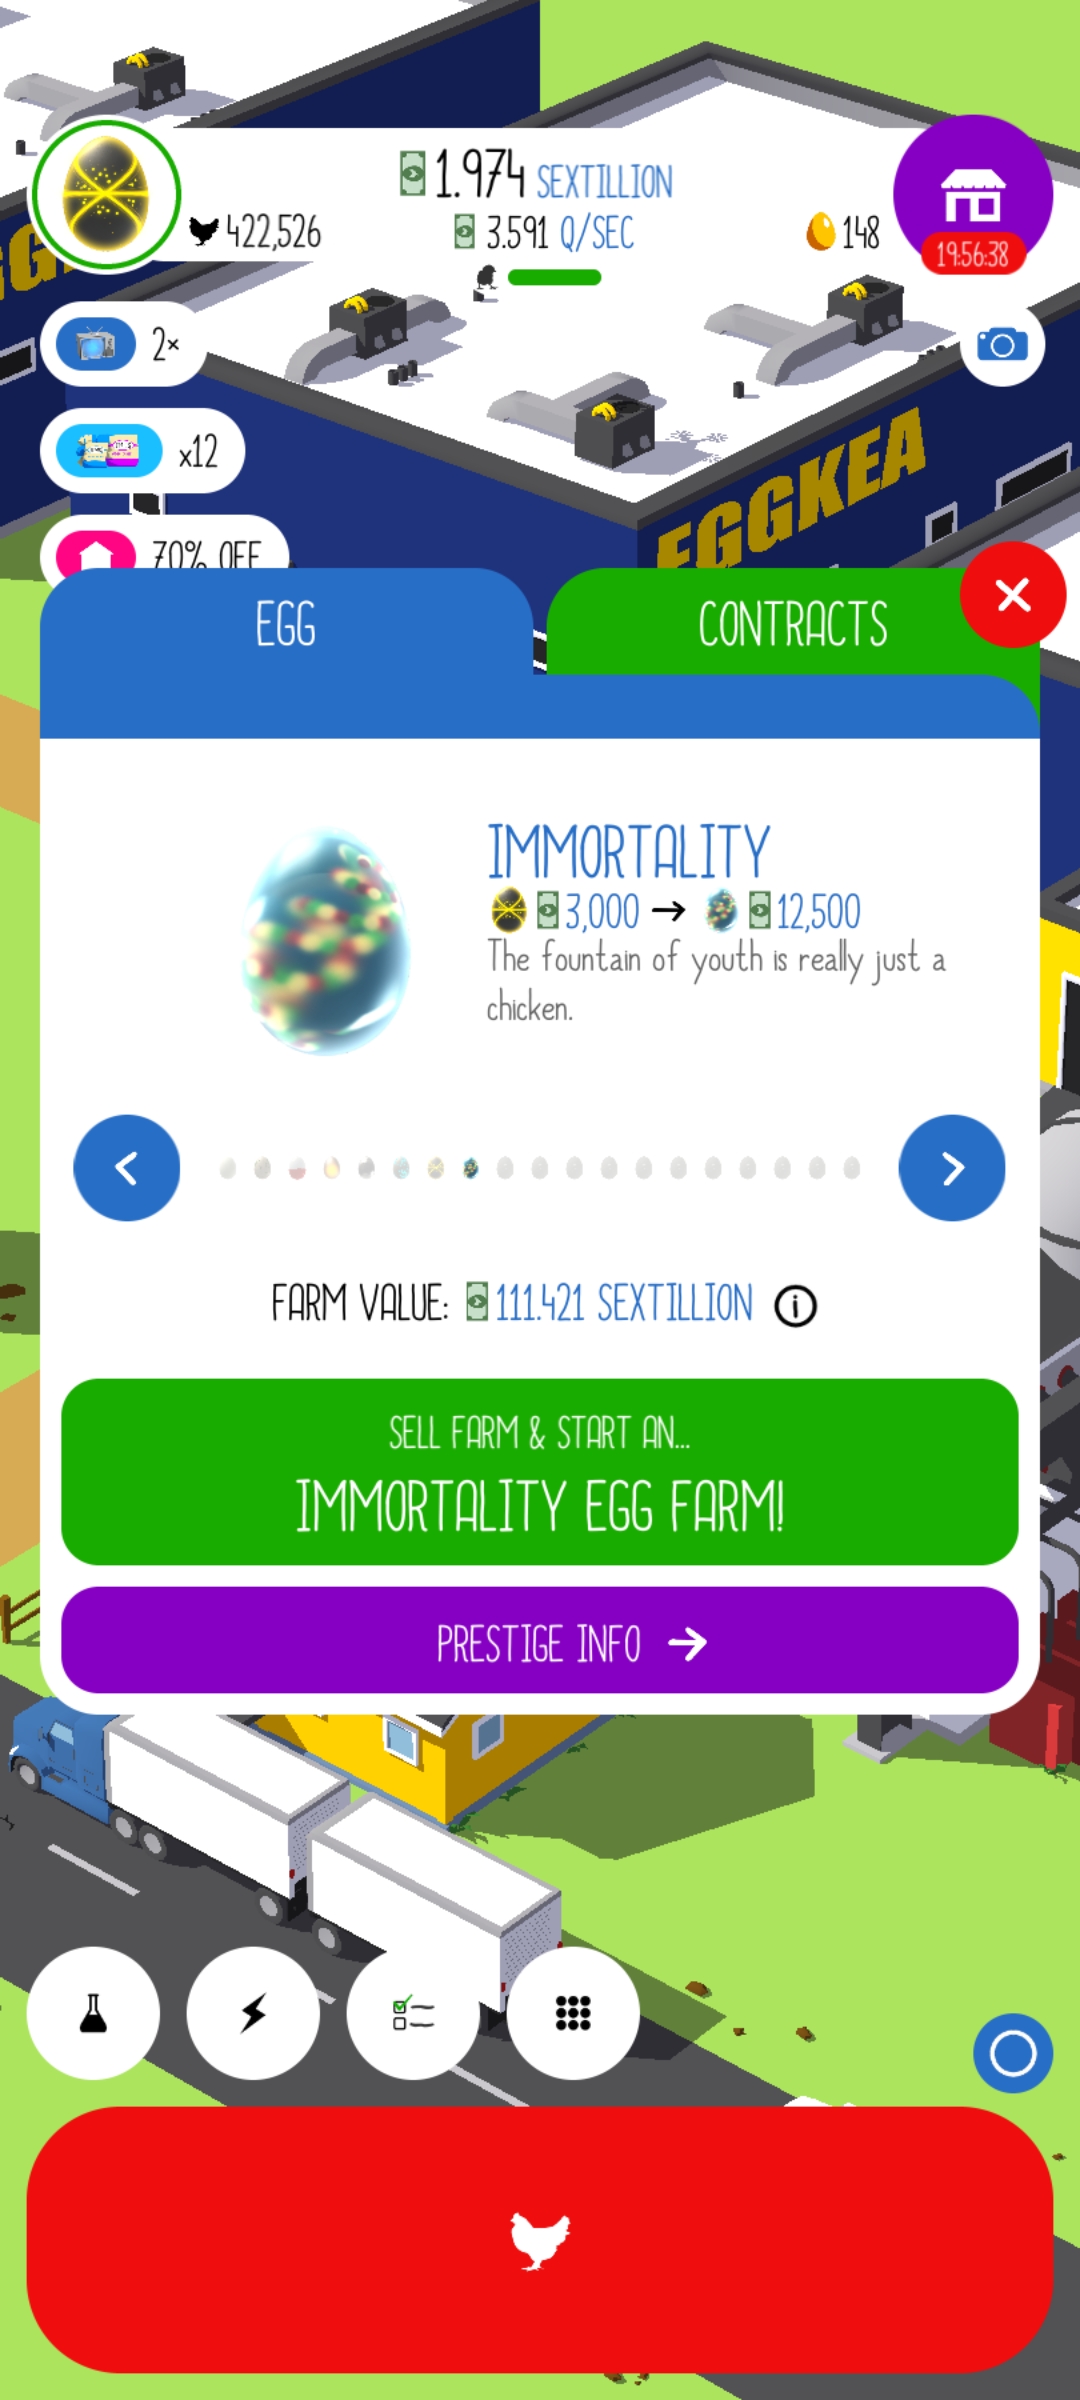 1.974 SEXTILLION
422,526
3.591 Q/SEC
148
19:56:38
2×
x12
EGGKEA
70% OFF
EGG
CONTRACTS
IMMORTALITY
3,000 → 12,500
The fountain of youth is really just a
chicken.
FARM VALUE: 111.421 SEXTILLION
SELL FARM & START AN...
IMMORTALITY EGG FARM!
PRESTIGE INFO →